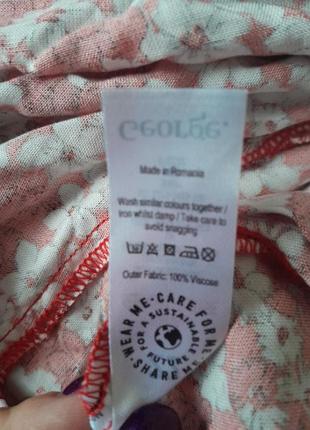 George.
Made in Romania
Wash similar colours together /
Iron whilst damp / Take care to
avoid snagging
Outer Fabric: 100% Viscose
WEAR ME · CARE FOR ME · SHARE ME
FOR A SUSTAINABLE FUTURE